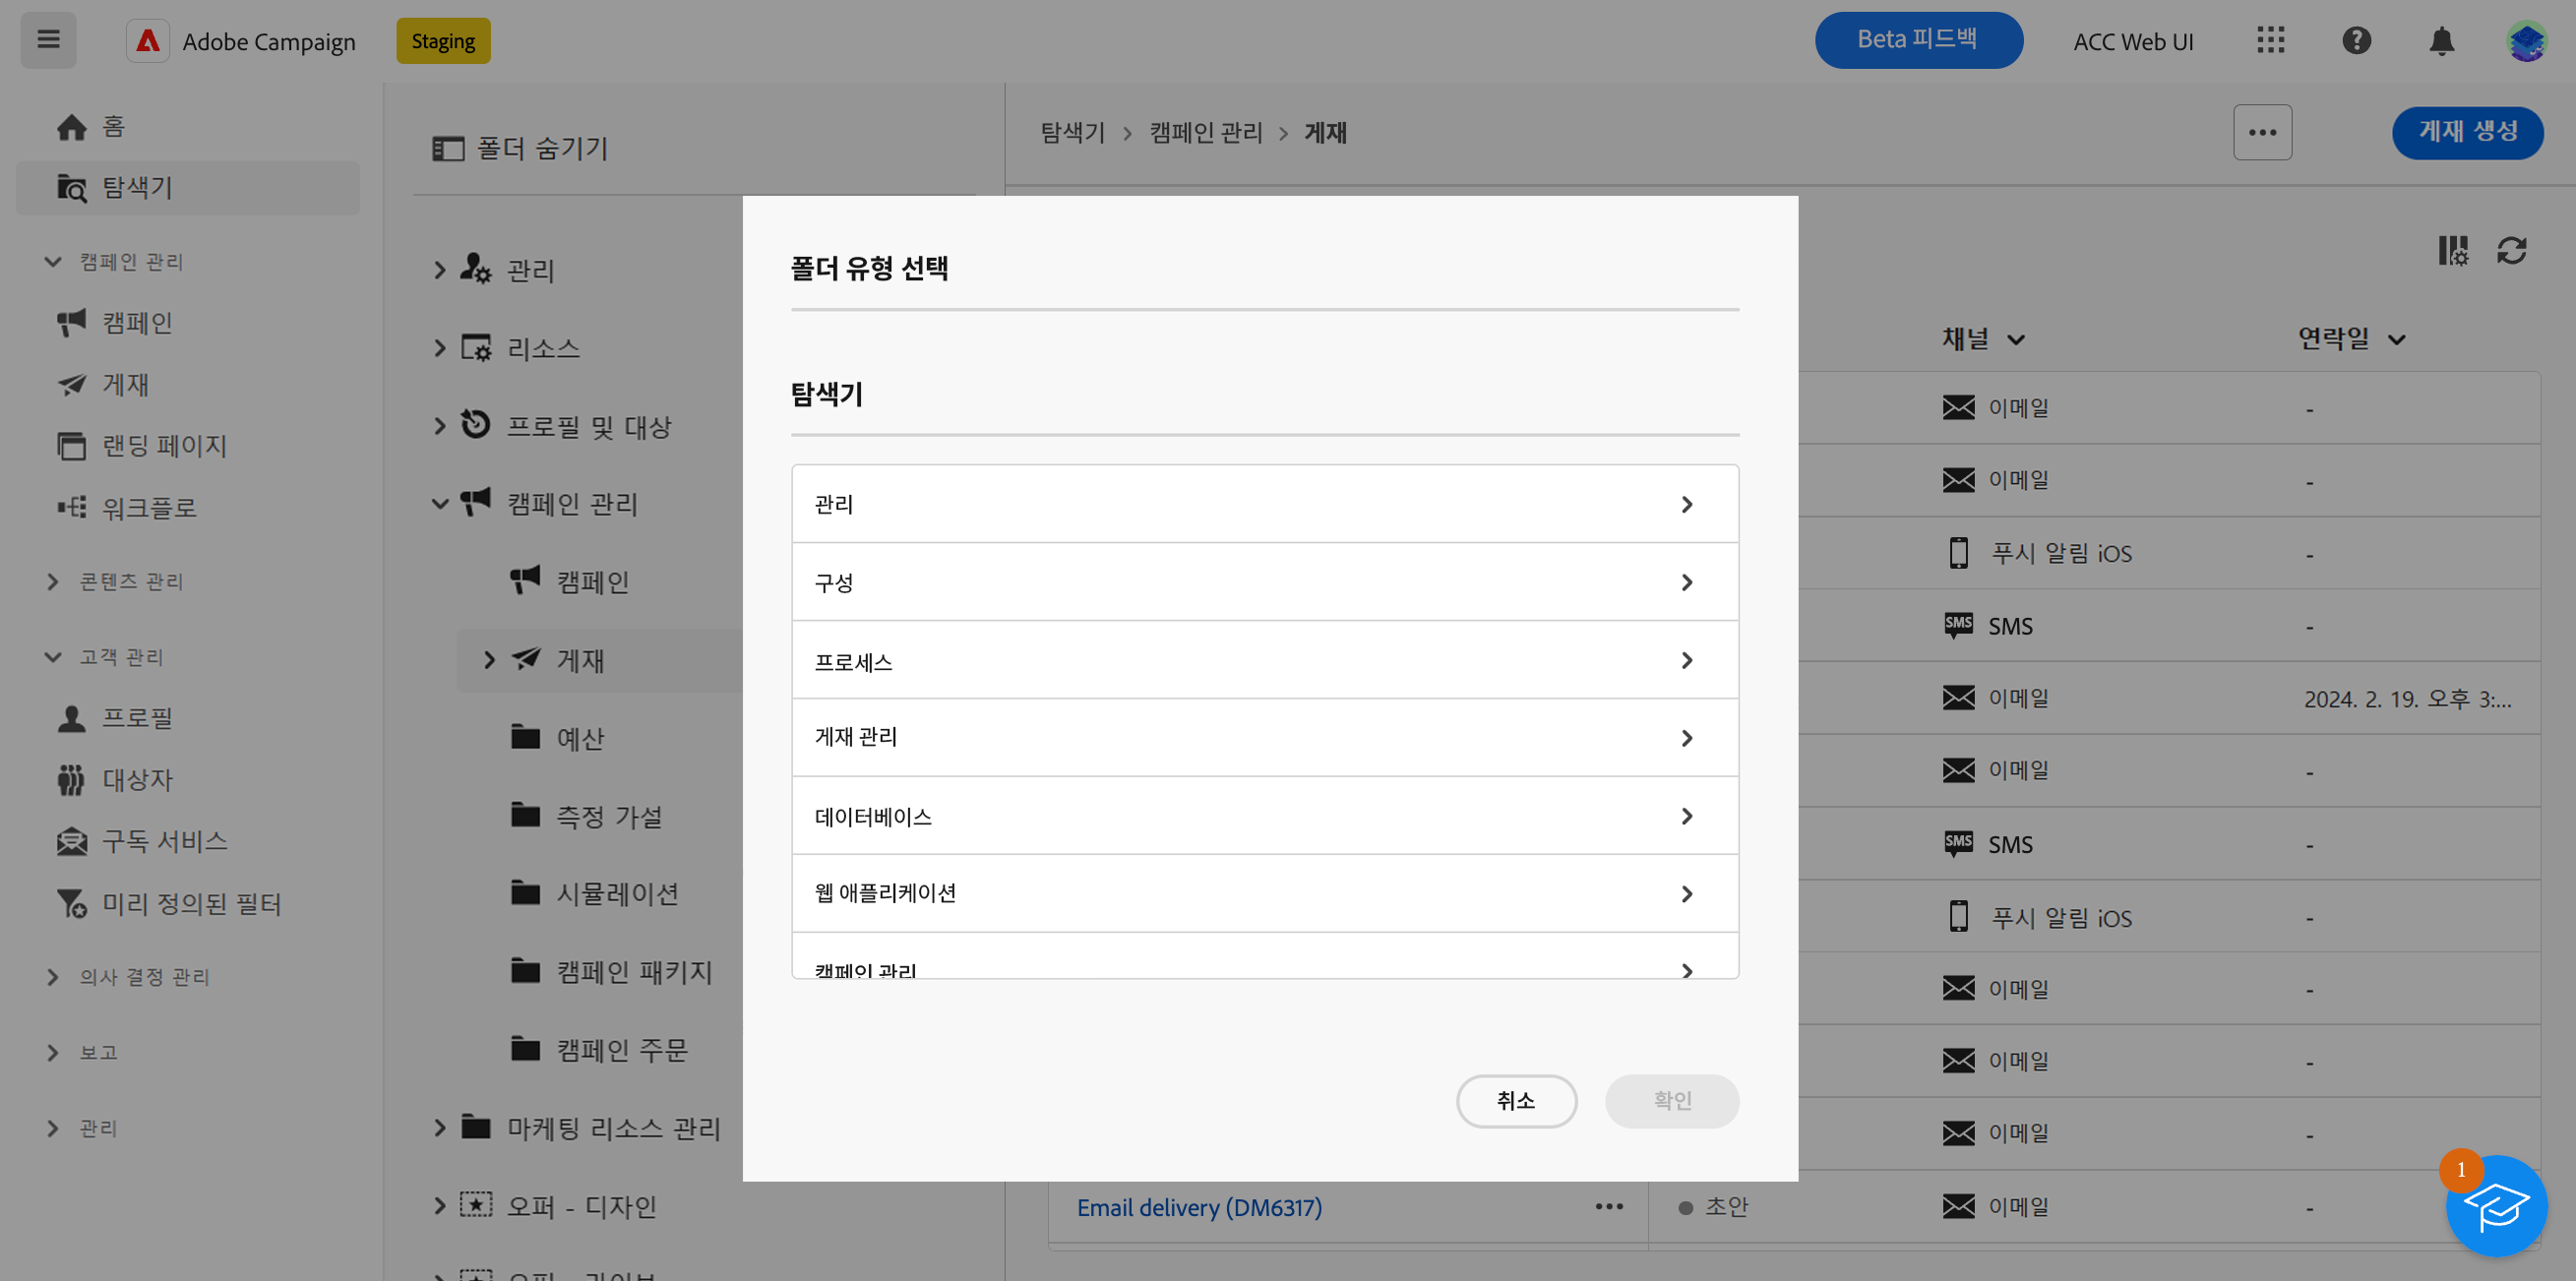 Adobe Campaign
Staging
Beta 피드백
ACC Web UI
홈
탐색기
캠페인 관리
캠페인
게재
랜딩 페이지
워크플로
콘텐츠 관리
고객 관리
프로필
대상자
구독 서비스
미리 정의된 필터
의사 결정 관리
보고
관리
폴더 숨기기
관리
리소스
프로필 및 대상
캠페인 관리
캠페인
게재
예산
측정 가설
시뮬레이션
캠페인 패키지
캠페인 주문
마케팅 리소스 관리
오퍼 - 디자인
탐색기 > 캠페인 관리 > 게재
게재 생성
폴더 유형 선택
탐색기
관리
구성
프로세스
게재 관리
데이터베이스
웹 애플리케이션
캠페인 관리
취소
확인
채널
연락일
이메일 -
이메일 -
푸시 알림 iOS -
SMS -
이메일 2024. 2. 19. 오후 3:...
이메일 -
SMS -
푸시 알림 iOS -
이메일 -
이메일 -
이메일 -
Email delivery (DM6317) 초안 이메일 -
1